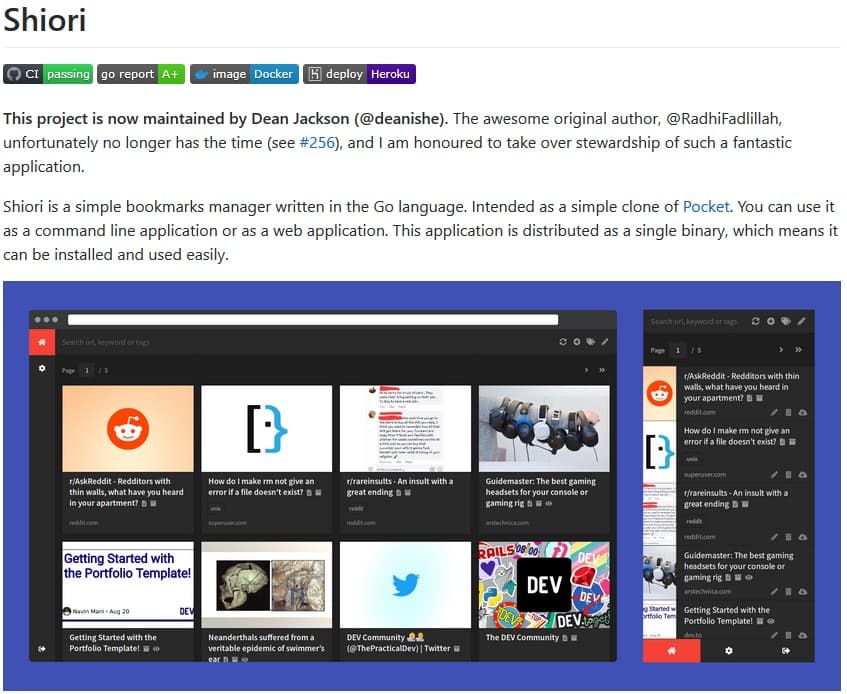 Shiori
CI passing go report A+ image Docker deploy Heroku
This project is now maintained by Dean Jackson (@deanishe). The awesome original author, @RadhiFadlillah,
unfortunately no longer has the time (see #256), and I am honoured to take over stewardship of such a fantastic
application.
Shiori is a simple bookmarks manager written in the Go language. Intended as a simple clone of Pocket. You can use it
as a command line application or as a web application. This application is distributed as a single binary, which means it
can be installed and used easily.
Search url, keyword or tags
Page 1 / 5
r/AskReddit - Redditors with
thin walls, what have you heard
in your apartment?
reddit.com
How do I make rm not give an
error if a file doesn't exist?
unix
superuser.com
r/rareinsults - An insult with a
great ending
reddit
reddit.com
Guidemaster: The best gaming
headsets for your console or
gaming rig
arstechnica.com
Getting Started with
the Portfolio Template!
Navin Mani • Aug 20
DEV
Getting Started with the
Portfolio Template!
Neanderthals suffered from a
veritable epidemic of swimmer's
ear
DEV Community
(@ThePracticalDev) | Twitter
RAILS
DEV
DEV
DEV
The DEV Community
Search url, keyword or tags
Page 1 / 5
r/AskReddit - Redditors with thin
walls, what have you heard in
your apartment?
reddit.com
How do I make rm not give an
error if a file doesn't exist?
unix
superuser.com
r/rareinsults - An insult with a
great ending
reddit
reddit.com
Guidemaster: The best gaming
headsets for your console or
gaming rig
arstechnica.com
Getting Started with the
Portfolio Template!
dev.to